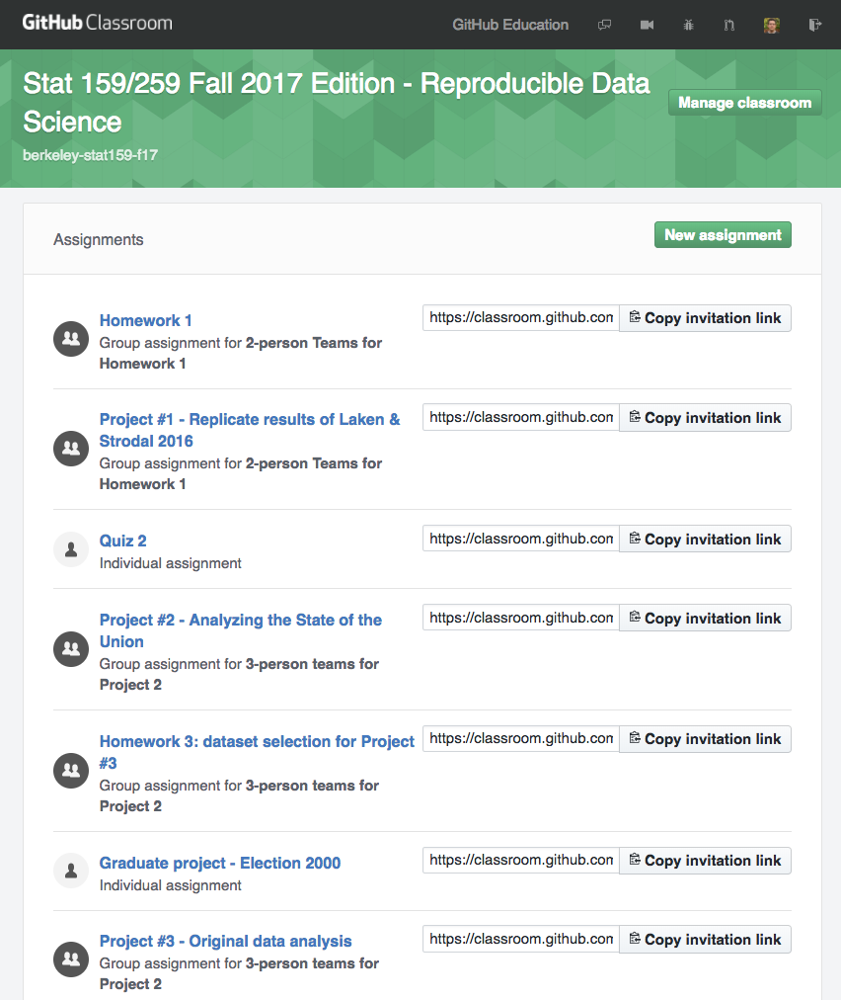 GitHub Classroom
GitHub Education
Stat 159/259 Fall 2017 Edition - Reproducible Data
Science
Manage classroom
berkeley-stat159-f17
Assignments
New assignment
Homework 1
https://classroom.github.com
Copy invitation link
Group assignment for 2-person Teams for
Homework 1
Project #1 - Replicate results of Laken &
Strodal 2016
https://classroom.github.com
Copy invitation link
Group assignment for 2-person Teams for
Homework 1
Quiz 2
https://classroom.github.com
Copy invitation link
Individual assignment
Project #2 - Analyzing the State of the
Union
https://classroom.github.com
Copy invitation link
Group assignment for 3-person teams for
Project 2
Homework 3: dataset selection for Project
#3
https://classroom.github.com
Copy invitation link
Group assignment for 3-person teams for
Project 2
Graduate project - Election 2000
https://classroom.github.com
Copy invitation link
Individual assignment
Project #3 - Original data analysis
https://classroom.github.com
Copy invitation link
Group assignment for 3-person teams for
Project 2